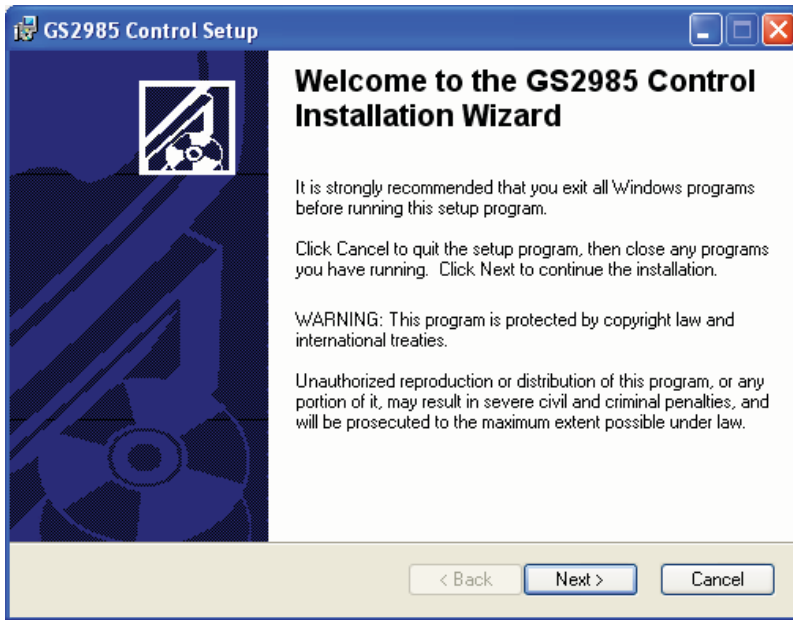 GS2985 Control Setup
Welcome to the GS2985 Control
Installation Wizard
It is strongly recommended that you exit all Windows programs
before running this setup program.
Click Cancel to quit the setup program, then close any programs
you have running.  Click Next to continue the installation.
WARNING: This program is protected by copyright law and
international treaties.
Unauthorized reproduction or distribution of this program, or any
portion of it, may result in severe civil and criminal penalties, and
will be prosecuted to the maximum extent possible under law.
< Back
Next >
Cancel